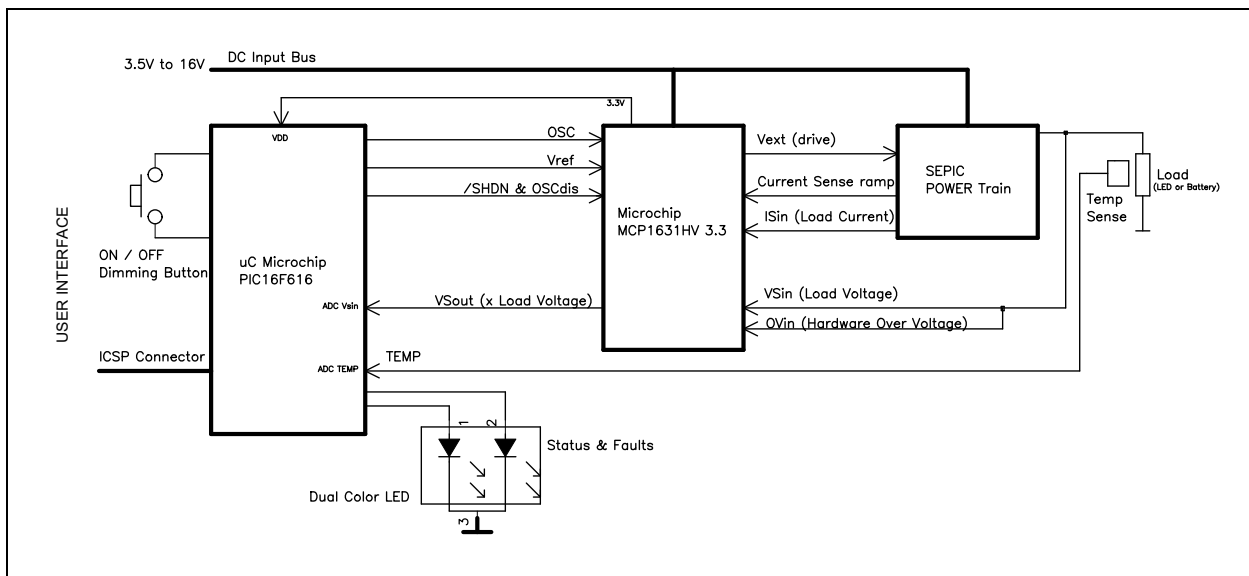 DC Input Bus
3.5V to 16V
3.3V
VDD
OSC
Vref
/SHDN & OSCdis
Vext (drive)
Current Sense ramp
ISin (Load Current)
SEPIC
POWER Train
Load
(LED or Battery)
Temp
Sense
Microchip
MCP1631HV 3.3
USER INTERFACE
ON / OFF
Dimming Button
uC Microchip
PIC16F616
ADC Vsin
VSout (x Load Voltage)
VSin (Load Voltage)
OVin (Hardware Over Voltage)
ICSP Connector
ADC TEMP
TEMP
1
2
Status & Faults
Dual Color LED
3